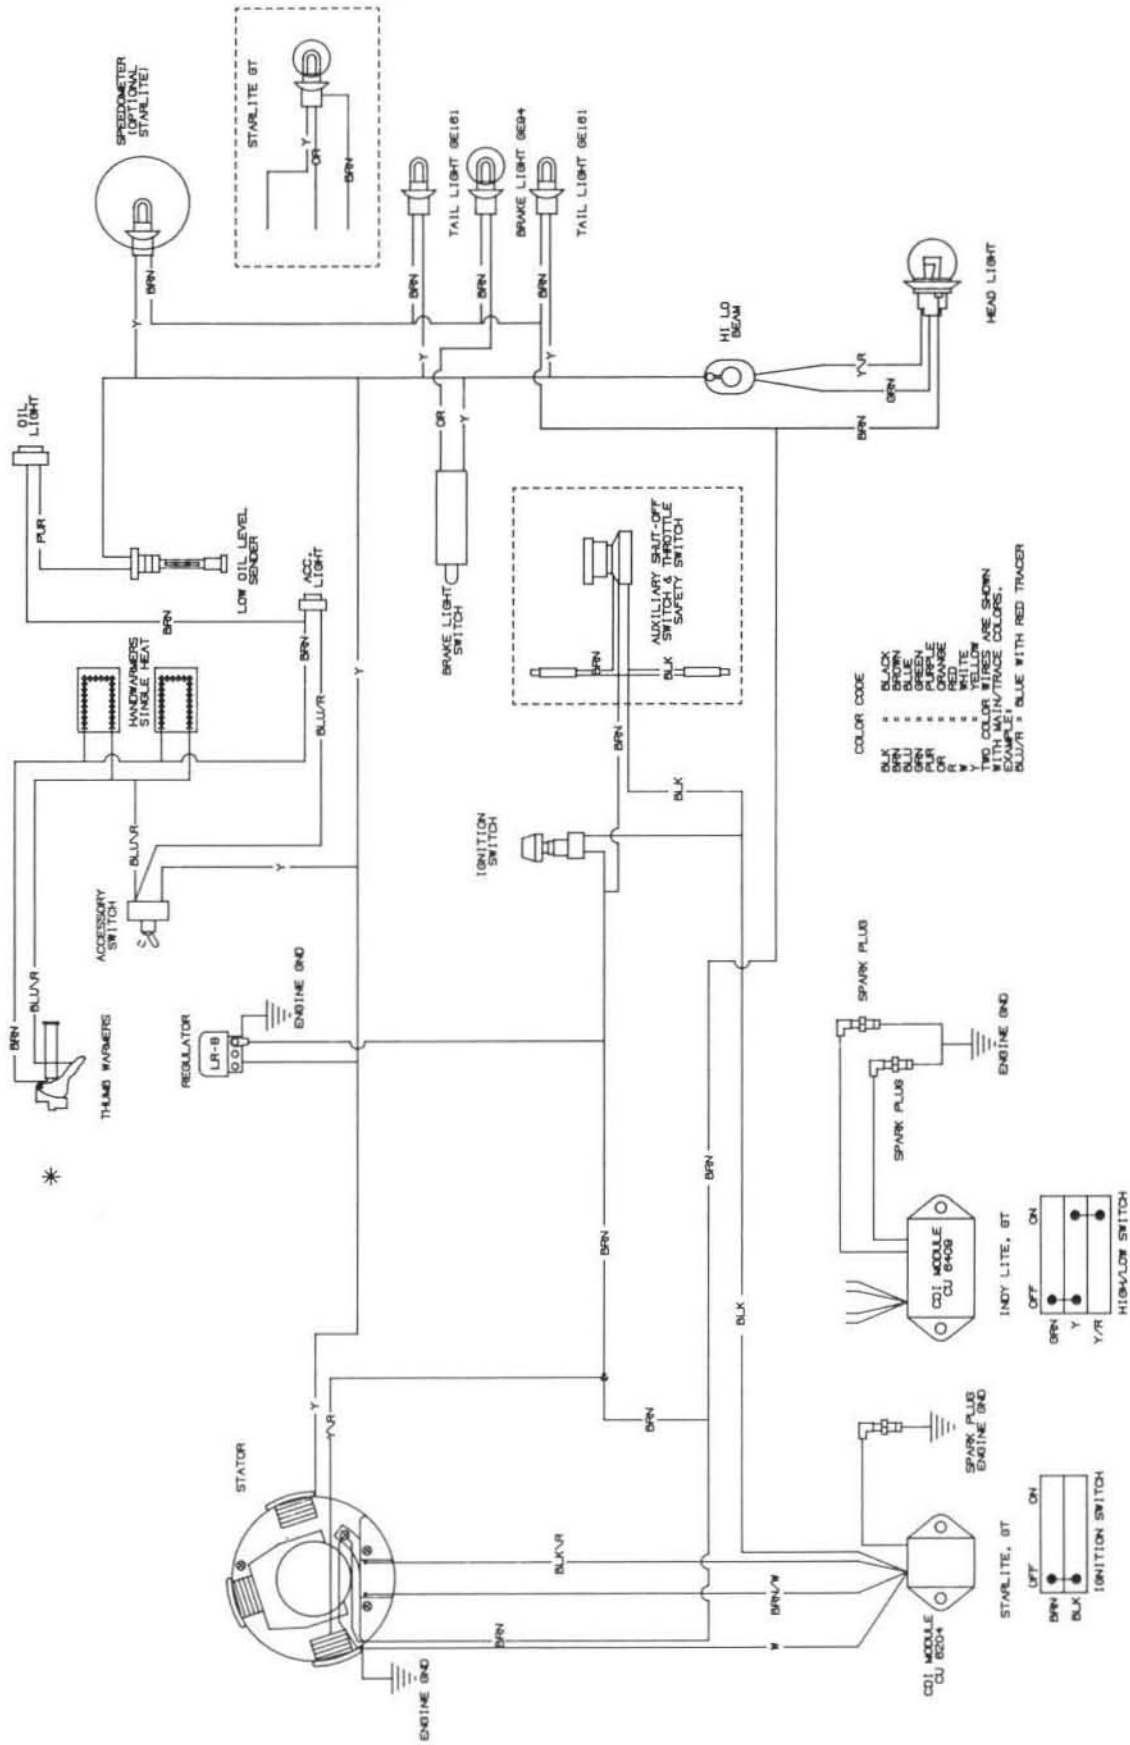 SPEEDOMETER
(OPTIONAL
STARLITE)
Y
BRN
STARLITE GT
Y
OR
BRN
TAIL LIGHT GE161
BRAKE LIGHT GE94
TAIL LIGHT GE161
BRN
BRN
BRN
Y
Y
OIL
LIGHT
PUR
LOW OIL LEVEL
SENDER
BRN
ACC.
LIGHT
BRN
BLU/R
HANDWARMERS
SINGLE HEAT
BLU\R
Y
Y
ACCESSORY
SWITCH
BRN
BLU\R
THUMB WARMERS
*
OR
Y
BRAKE LIGHT
SWITCH
HI LO
BEAM
Y\R
GRN
BRN
HEAD LIGHT
AUXILIARY SHUT-OFF
SWITCH & THROTTLE
SAFETY SWITCH
BRN
BLK
BRN
BLK
IGNITION
SWITCH
REGULATOR
LR-8
ENGINE GND
COLOR CODE
BLK = BLACK
BRN = BROWN
BLU = BLUE
GRN = GREEN
PUR = PURPLE
OR = ORANGE
R = RED
W = WHITE
Y = YELLOW
TWO COLOR WIRES ARE SHOWN
WITH MAIN/TRACE COLORS.
EXAMPLE:
BLU/R = BLUE WITH RED TRACER
BRN
BRN
BLK
BRN
Y
Y\R
STATOR
BLK\R
BRN/W
BRN
W
ENGINE GND
SPARK PLUG
SPARK PLUG
ENGINE GND
CDI MODULE
CU 6409
INDY LITE, GT
OFF ON
GRN
Y
Y/R
HIGH/LOW SWITCH
SPARK PLUG
ENGINE GND
CDI MODULE
CU 6204
STARLITE, GT
OFF ON
BRN
BLK
IGNITION SWITCH